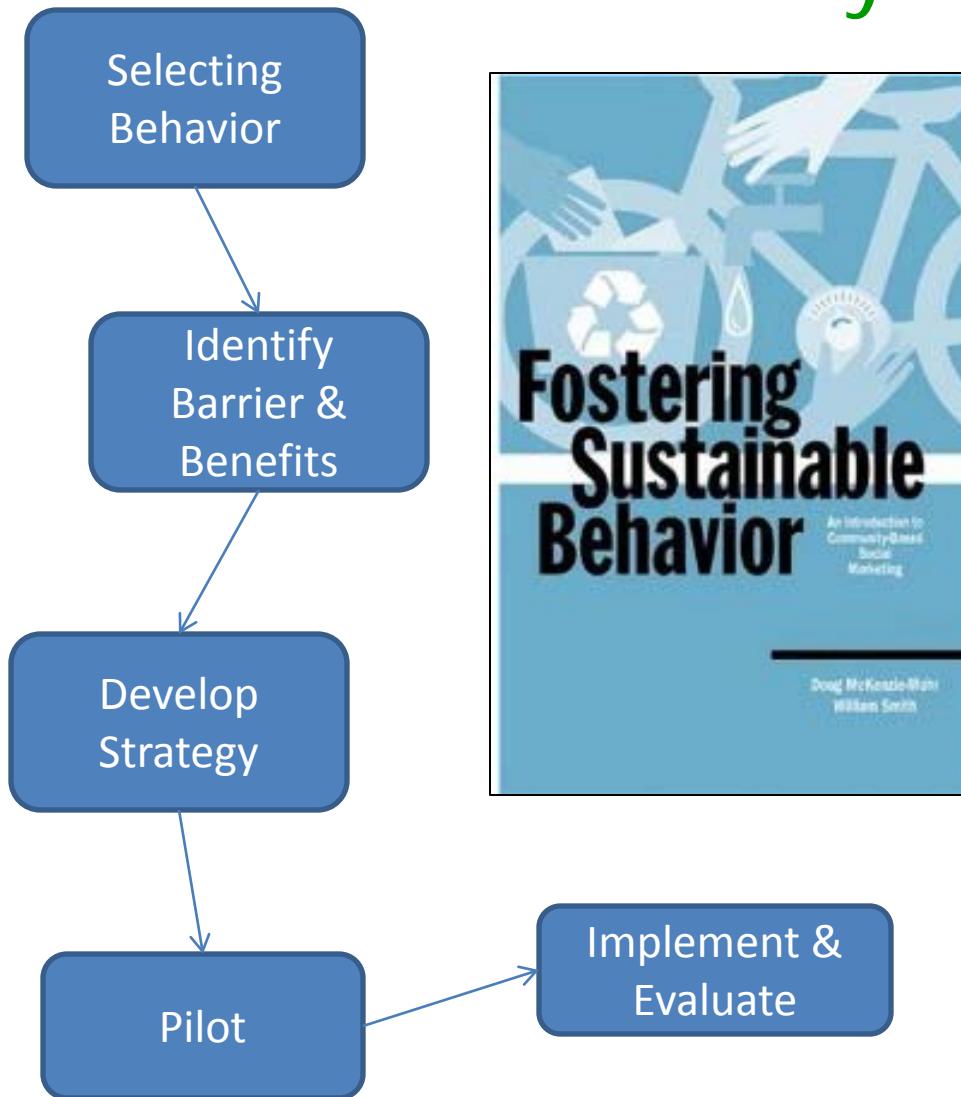 y
Selecting
Behavior
Identify
Barrier &
Benefits
Develop
Strategy
Pilot
Implement &
Evaluate
Fostering
Sustainable
Behavior
An Introduction to
Community-Based
Social
Marketing
Doug McKenzie-Mohr
William Smith